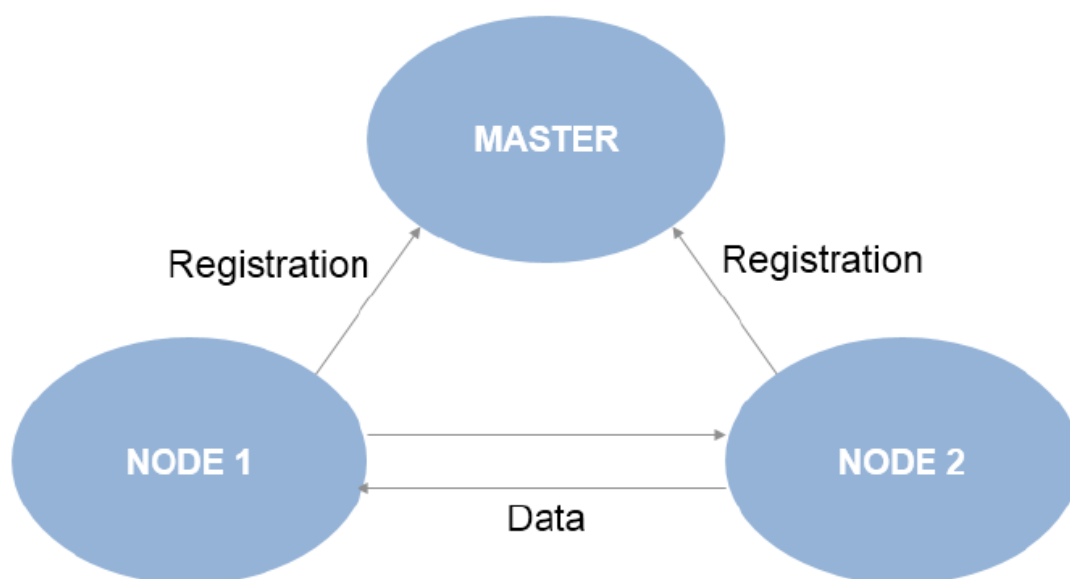 MASTER
Registration
Registration
NODE 1
NODE 2
Data